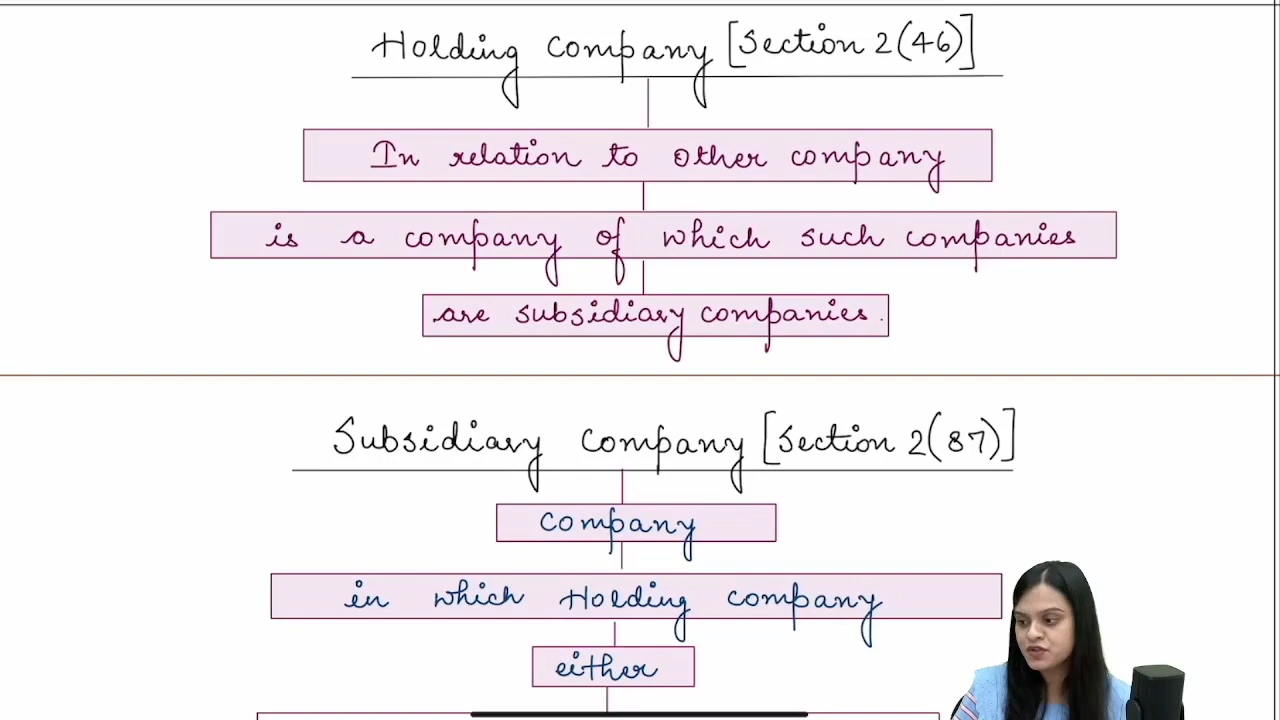 Holding Company [Section 2(46)]
In relation to other company
is a company of which such companies
are subsidiary companies.
Subsidiary Company [Section 2(87)]
Company
in which Holding company
either